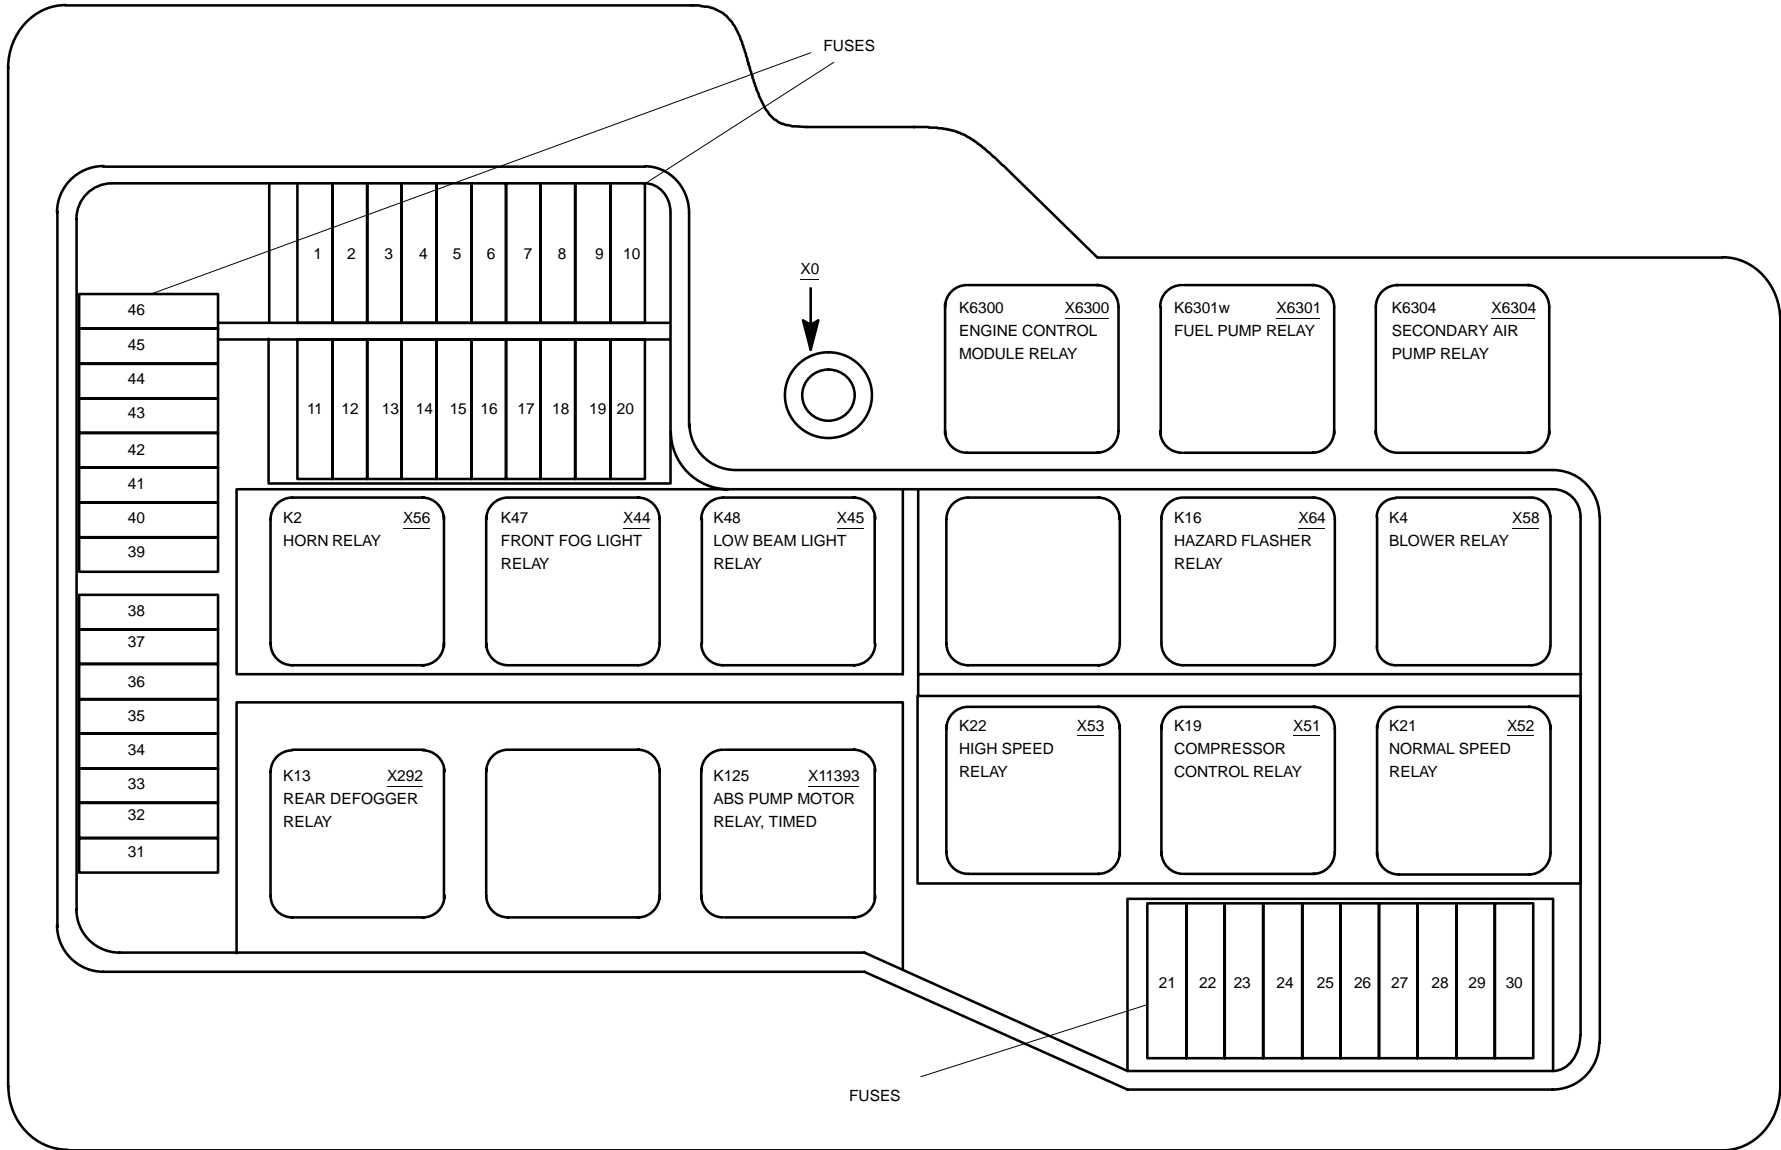 FUSES
1 2 3 4 5 6 7 8 9 10
X0
46
45
44
43
42
41
40
39
38
37
36
35
34
33
32
31
11 12 13 14 15 16 17 18 19 20
K6300 X6300
ENGINE CONTROL
MODULE RELAY
K6301w X6301
FUEL PUMP RELAY
K6304 X6304
SECONDARY AIR
PUMP RELAY
K2 X56
HORN RELAY
K47 X44
FRONT FOG LIGHT
RELAY
K48 X45
LOW BEAM LIGHT
RELAY
K16 X64
HAZARD FLASHER
RELAY
K4 X58
BLOWER RELAY
K13 X292
REAR DEFOGGER
RELAY
K125 X11393
ABS PUMP MOTOR
RELAY, TIMED
K22 X53
HIGH SPEED
RELAY
K19 X51
COMPRESSOR
CONTROL RELAY
K21 X52
NORMAL SPEED
RELAY
21 22 23 24 25 26 27 28 29 30
FUSES